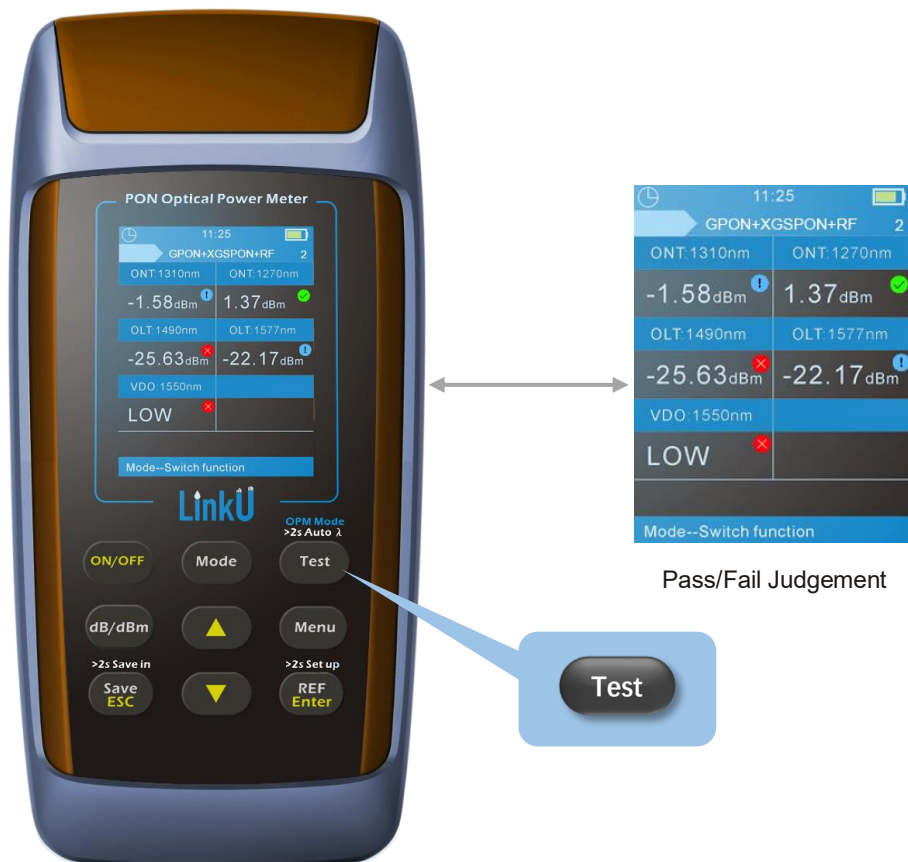 PON Optical Power Meter
11:25
GPON+XGSPON+RF 2
ONT:1310nm ONT:1270nm
-1.58dBm 1.37dBm
OLT:1490nm OLT:1577nm
-25.63dBm -22.17dBm
VDO:1550nm
LOW
Mode--Switch function
LinkÜ
OPM Mode
>2s Auto λ
ON/OFF Mode Test
dB/dBm Menu
>2s Save in >2s Set up
Save REF
ESC Enter
11:25
GPON+XGSPON+RF 2
ONT:1310nm ONT:1270nm
-1.58dBm 1.37dBm
OLT:1490nm OLT:1577nm
-25.63dBm -22.17dBm
VDO:1550nm
LOW
Mode--Switch function
Pass/Fail Judgement
Test